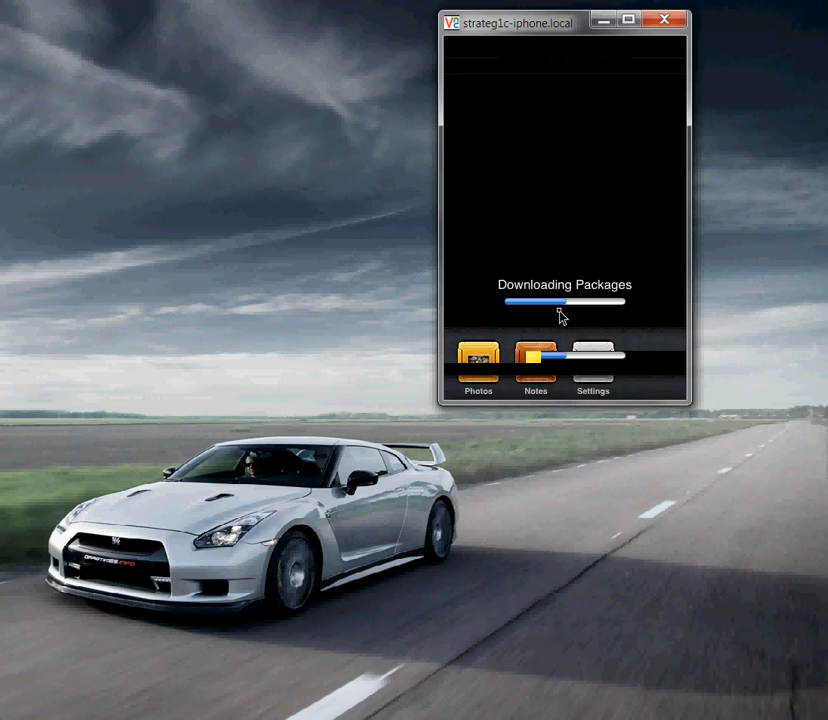 strateg1c-iphone.local
Downloading Packages
Photos Notes Settings